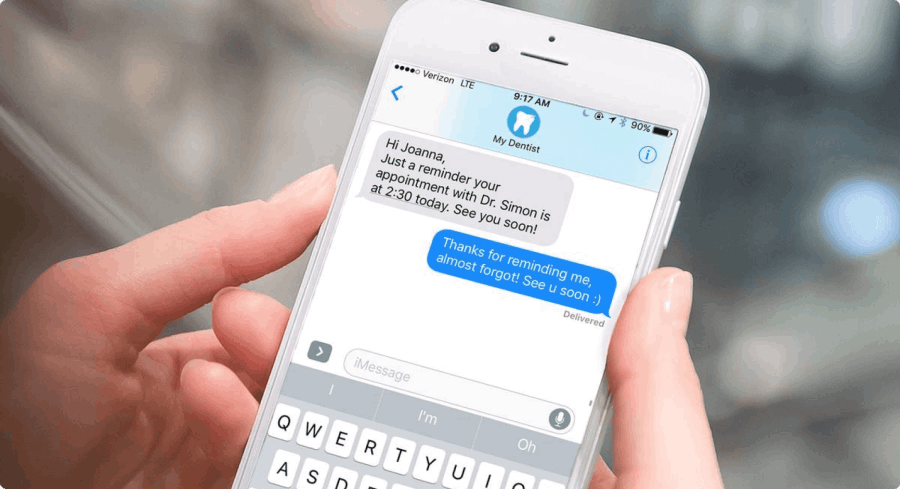 Verizon LTE
9:17 AM
90%
My Dentist
Hi Joanna,
Just a reminder your
appointment with Dr. Simon is
at 2:30 today. See you soon!
Thanks for reminding me,
almost forgot! See u soon :)
Delivered
iMessage
I I'm Oh
Q W E R T Y U I
A S D